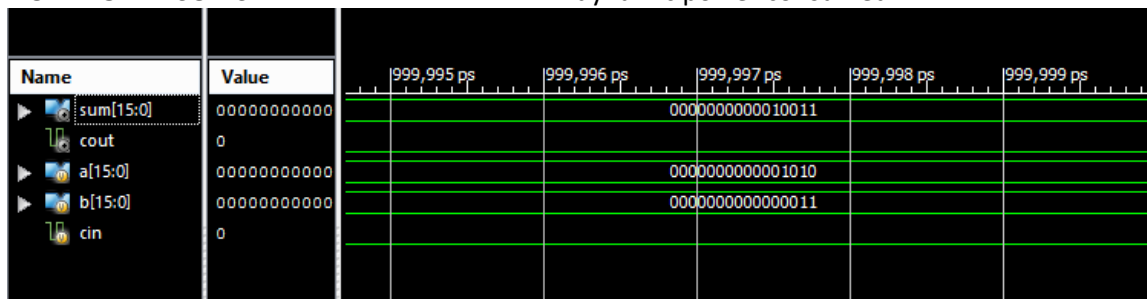 Name Value 999,995 ps 999,996 ps 999,997 ps 999,998 ps 999,999 ps
sum[15:0] 00000000000 0000000000010011
cout 0
a[15:0] 00000000000 0000000000001010
b[15:0] 00000000000 0000000000000011
cin 0